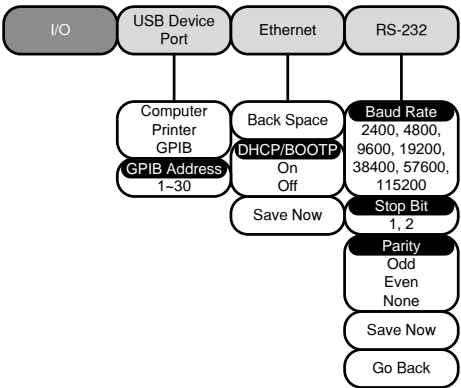 I/O
USB Device
Port
Ethernet
RS-232
Computer
Printer
GPIB
GPIB Address
1~30
Back Space
DHCP/BOOTP
On
Off
Save Now
Baud Rate
2400, 4800,
9600, 19200,
38400, 57600,
115200
Stop Bit
1, 2
Parity
Odd
Even
None
Save Now
Go Back